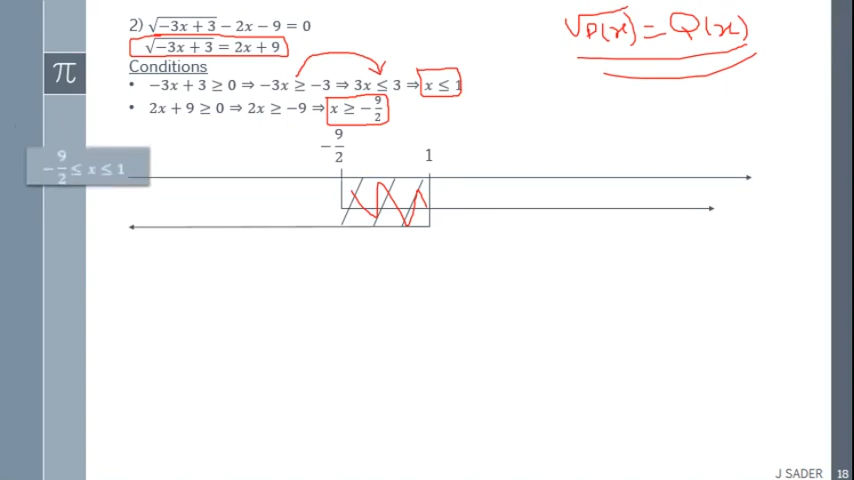 2) √(-3x + 3) − 2x − 9 = 0
√(-3x + 3) = 2x + 9
√P(x) = Q(x)
Conditions
• −3x + 3 ≥ 0 ⇒ −3x ≥ −3 ⇒ 3x ≤ 3 ⇒ x ≤ 1
• 2x + 9 ≥ 0 ⇒ 2x ≥ −9 ⇒ x ≥ −9/2
π
−9/2 1
−9/2 ≤ x ≤ 1
J SADER 18